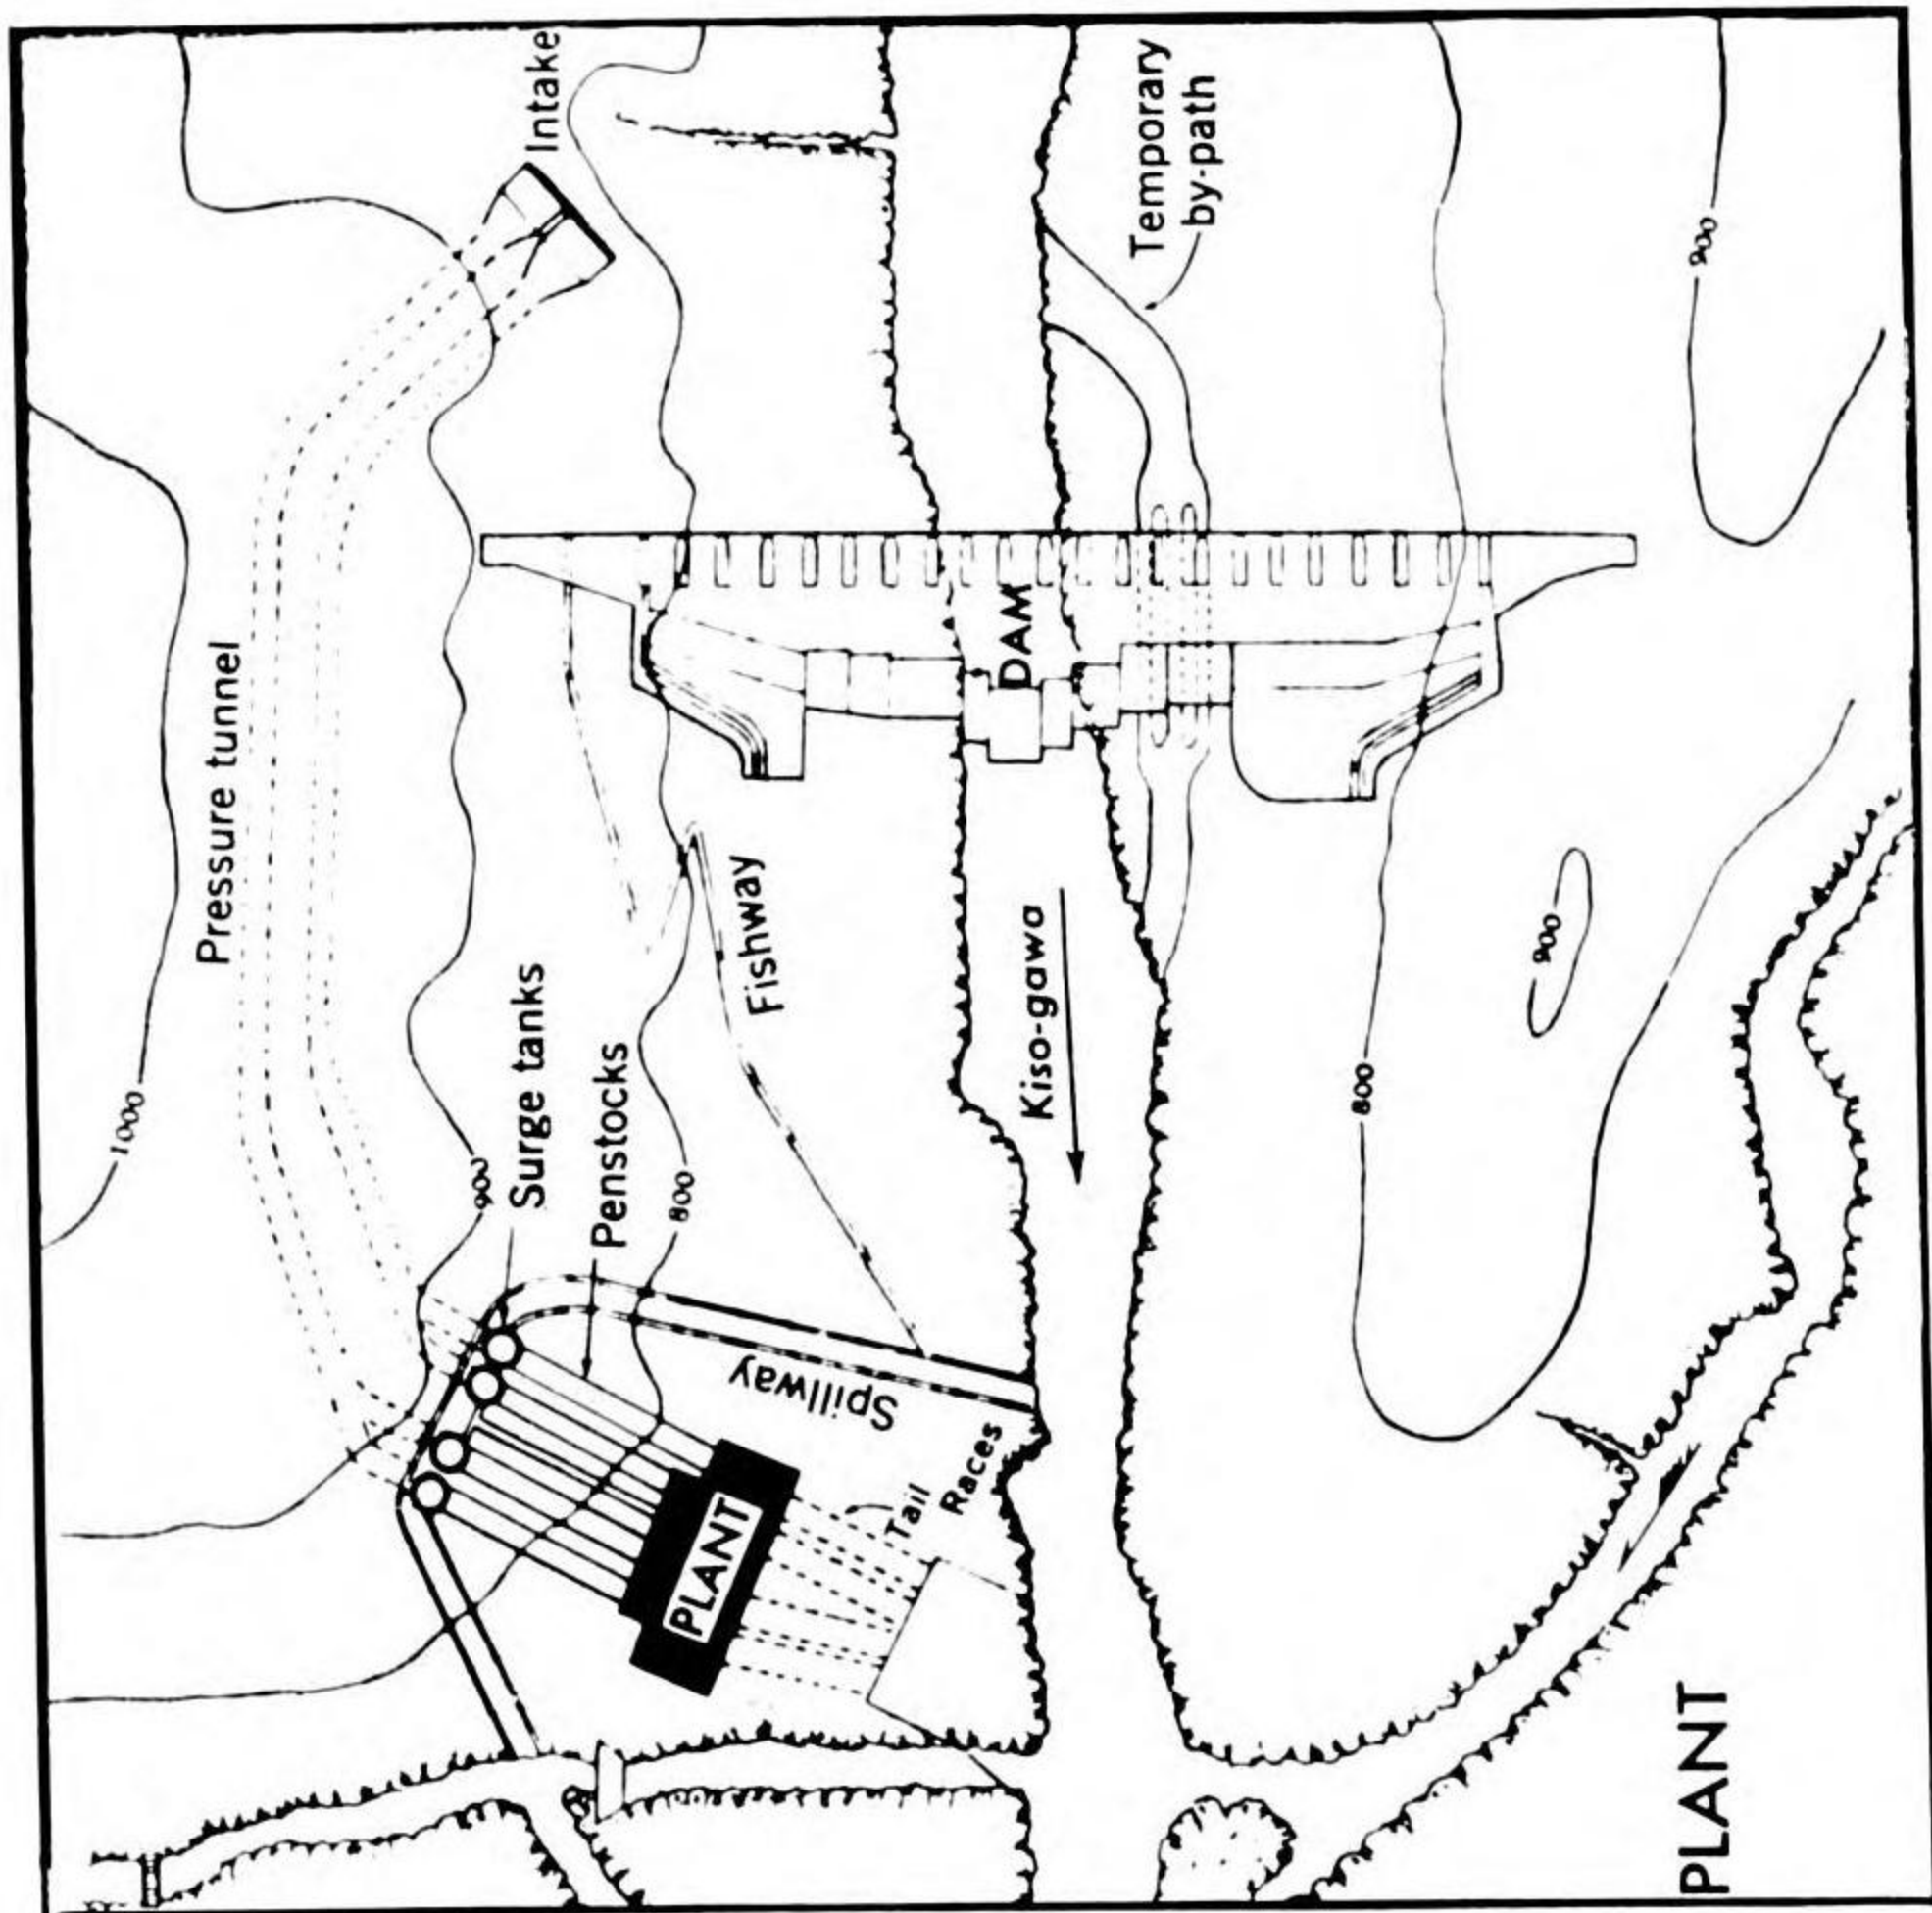 Intake
Temporary
by-path
900
Pressure tunnel
DAM
Fishway
Kiso-gawa
900
1000
Surge tanks
Penstocks
900
800
800
Spillway
Tail
Races
PLANT
PLANT